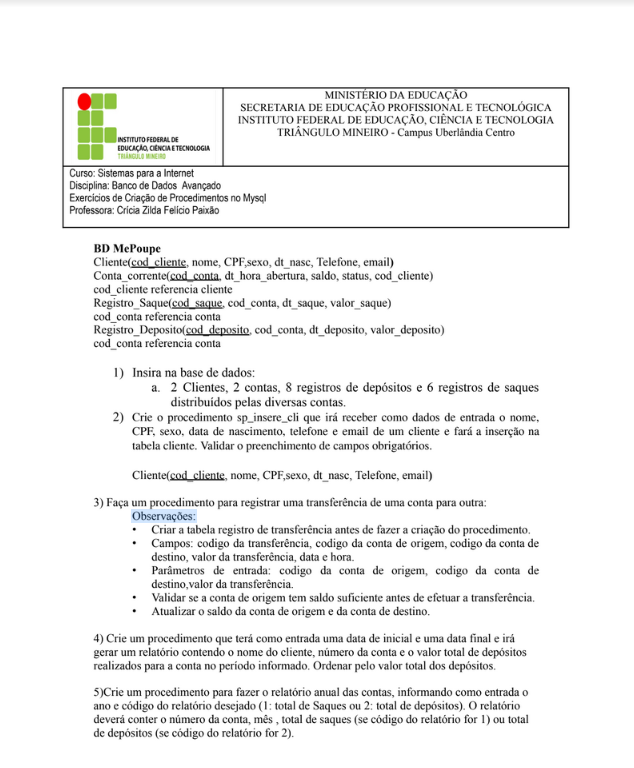 MINISTÉRIO DA EDUCAÇÃO
SECRETARIA DE EDUCAÇÃO PROFISSIONAL E TECNOLÓGICA
INSTITUTO FEDERAL DE EDUCAÇÃO, CIÊNCIA E TECNOLOGIA
TRIÂNGULO MINEIRO - Campus Uberlândia Centro
INSTITUTO FEDERAL DE
EDUCAÇÃO, CIÊNCIA E TECNOLOGIA
TRIÂNGULO MINEIRO
Curso: Sistemas para a Internet
Disciplina: Banco de Dados Avançado
Exercícios de Criação de Procedimentos no Mysql
Professora: Crícia Zilda Felício Paixão
BD MePoupe
Cliente(cod_cliente, nome, CPF,sexo, dt_nasc, Telefone, email)
Conta_corrente(cod_conta, dt_hora_abertura, saldo, status, cod_cliente)
cod_cliente referencia cliente
Registro_Saque(cod_saque, cod_conta, dt_saque, valor_saque)
cod_conta referencia conta
Registro_Deposito(cod_deposito, cod_conta, dt_deposito, valor_deposito)
cod_conta referencia conta
1) Insira na base de dados:
a. 2 Clientes, 2 contas, 8 registros de depósitos e 6 registros de saques
distribuídos pelas diversas contas.
2) Crie o procedimento sp_insere_cli que irá receber como dados de entrada o nome,
CPF, sexo, data de nascimento, telefone e email de um cliente e fará a inserção na
tabela cliente. Validar o preenchimento de campos obrigatórios.
Cliente(cod_cliente, nome, CPF,sexo, dt_nasc, Telefone, email)
3) Faça um procedimento para registrar uma transferência de uma conta para outra:
Observações:
• Criar a tabela registro de transferência antes de fazer a criação do procedimento.
• Campos: codigo da transferência, codigo da conta de origem, codigo da conta de
destino, valor da transferência, data e hora.
• Parâmetros de entrada: codigo da conta de origem, codigo da conta de
destino,valor da transferência.
• Validar se a conta de origem tem saldo suficiente antes de efetuar a transferência.
• Atualizar o saldo da conta de origem e da conta de destino.
4) Crie um procedimento que terá como entrada uma data de inicial e uma data final e irá
gerar um relatório contendo o nome do cliente, número da conta e o valor total de depósitos
realizados para a conta no período informado. Ordenar pelo valor total dos depósitos.
5)Crie um procedimento para fazer o relatório anual das contas, informando como entrada o
ano e código do relatório desejado (1: total de Saques ou 2: total de depósitos). O relatório
deverá conter o número da conta, mês , total de saques (se código do relatório for 1) ou total
de depósitos (se código do relatório for 2).